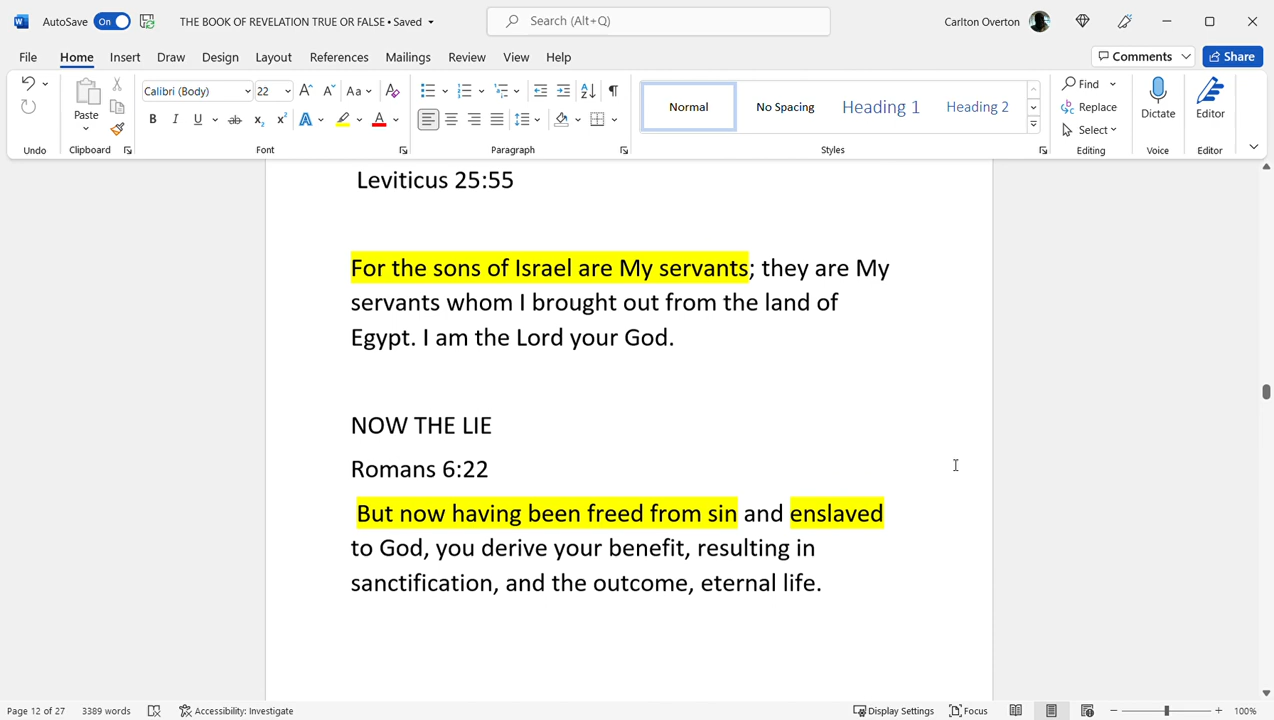 AutoSave On THE BOOK OF REVELATION TRUE OR FALSE • Saved Search (Alt+Q) Carlton Overton
File Home Insert Draw Design Layout References Mailings Review View Help Comments Share
Calibri (Body) 22 Aa Normal No Spacing Heading 1 Heading 2 Find
Paste B I U ab x₂ x² A A Replace Dictate Editor
Select
Undo Clipboard Font Paragraph Styles Editing Voice Editor
Leviticus 25:55
For the sons of Israel are My servants; they are My
servants whom I brought out from the land of
Egypt. I am the Lord your God.
NOW THE LIE
Romans 6:22
But now having been freed from sin and enslaved
to God, you derive your benefit, resulting in
sanctification, and the outcome, eternal life.
Page 12 of 27 3389 words Accessibility: Investigate Display Settings Focus 100%